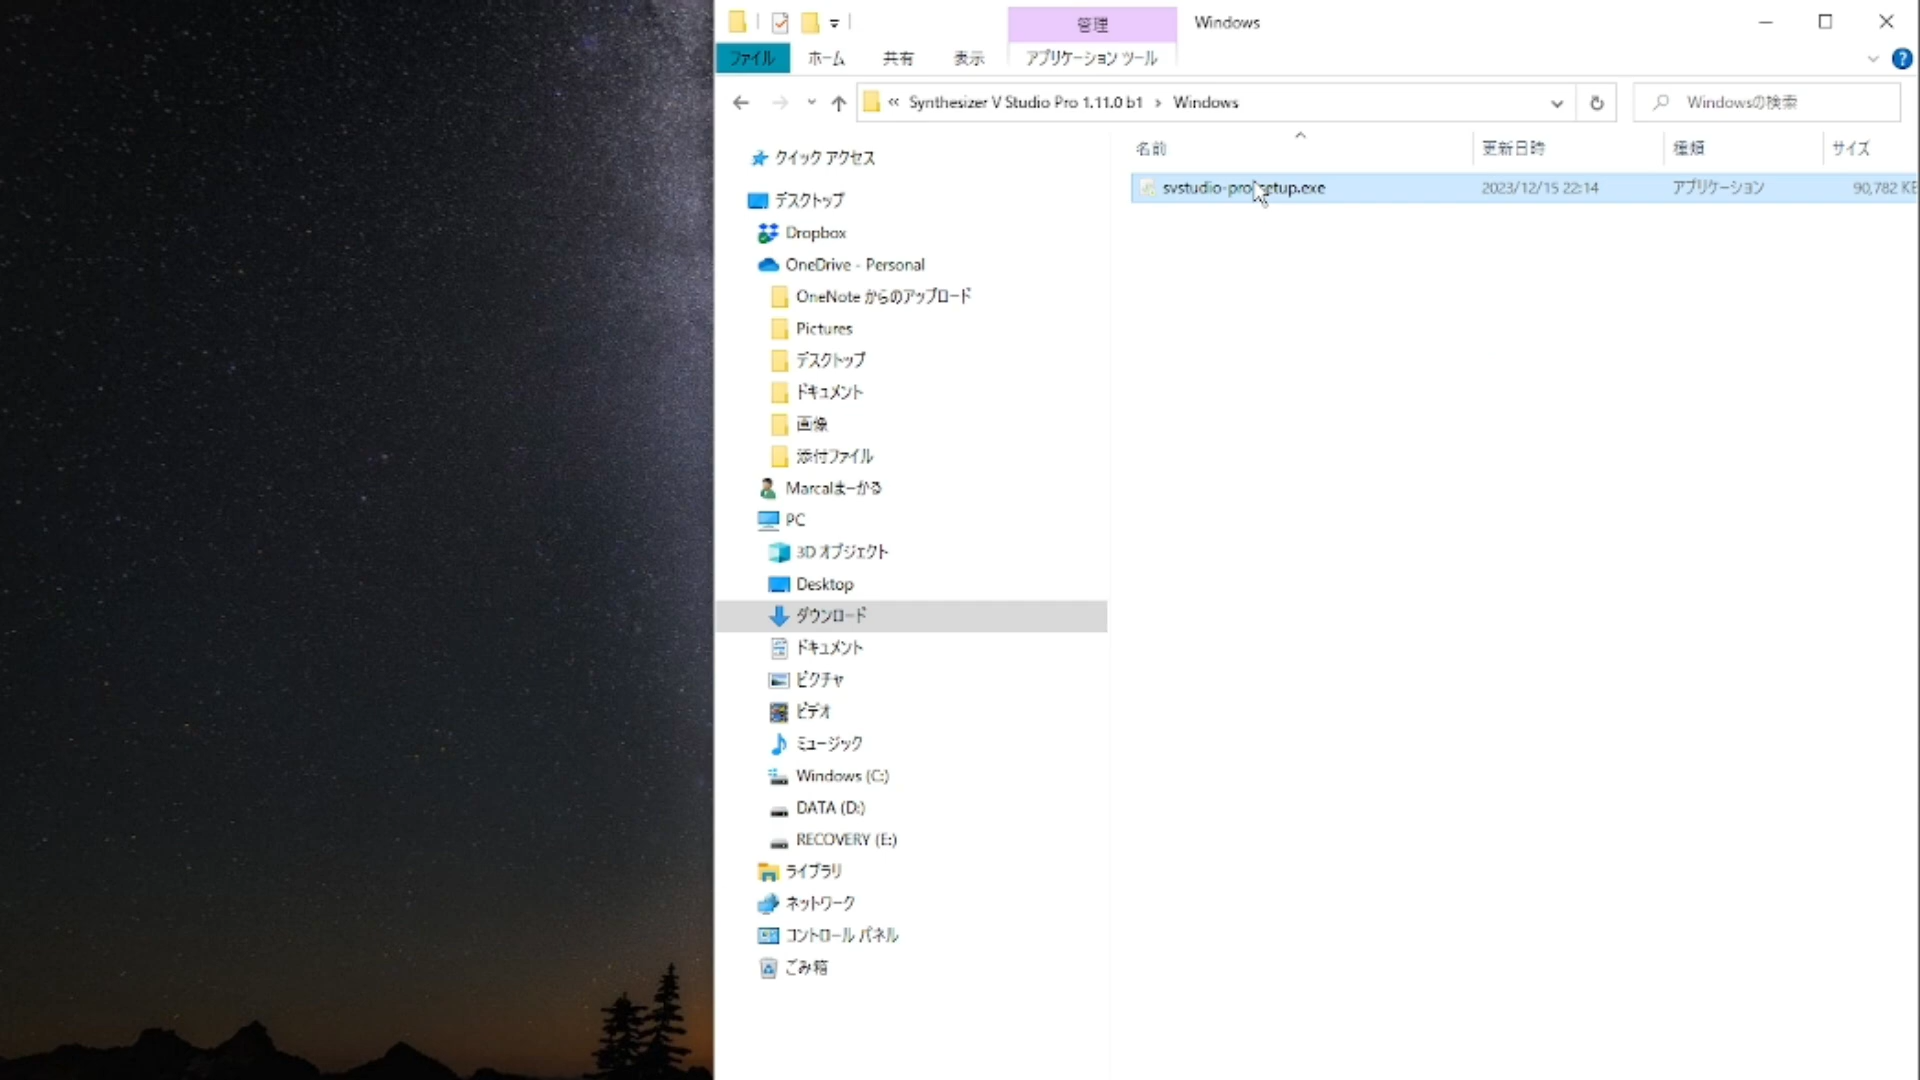 管理
Windows
ファイル
ホーム
共有
表示
アプリケーション ツール
« Synthesizer V Studio Pro 1.11.0 b1 › Windows
Windowsの検索
名前
更新日時
種類
サイズ
svstudio-pro-setup.exe
2023/12/15 22:14
アプリケーション
90,782 KB
クイック アクセス
デスクトップ
Dropbox
OneDrive - Personal
OneNote からのアップロード
Pictures
デスクトップ
ドキュメント
画像
添付ファイル
Marcalまーかる
PC
3D オブジェクト
Desktop
ダウンロード
ドキュメント
ピクチャ
ビデオ
ミュージック
Windows (C:)
DATA (D:)
RECOVERY (E:)
ライブラリ
ネットワーク
コントロール パネル
ごみ箱